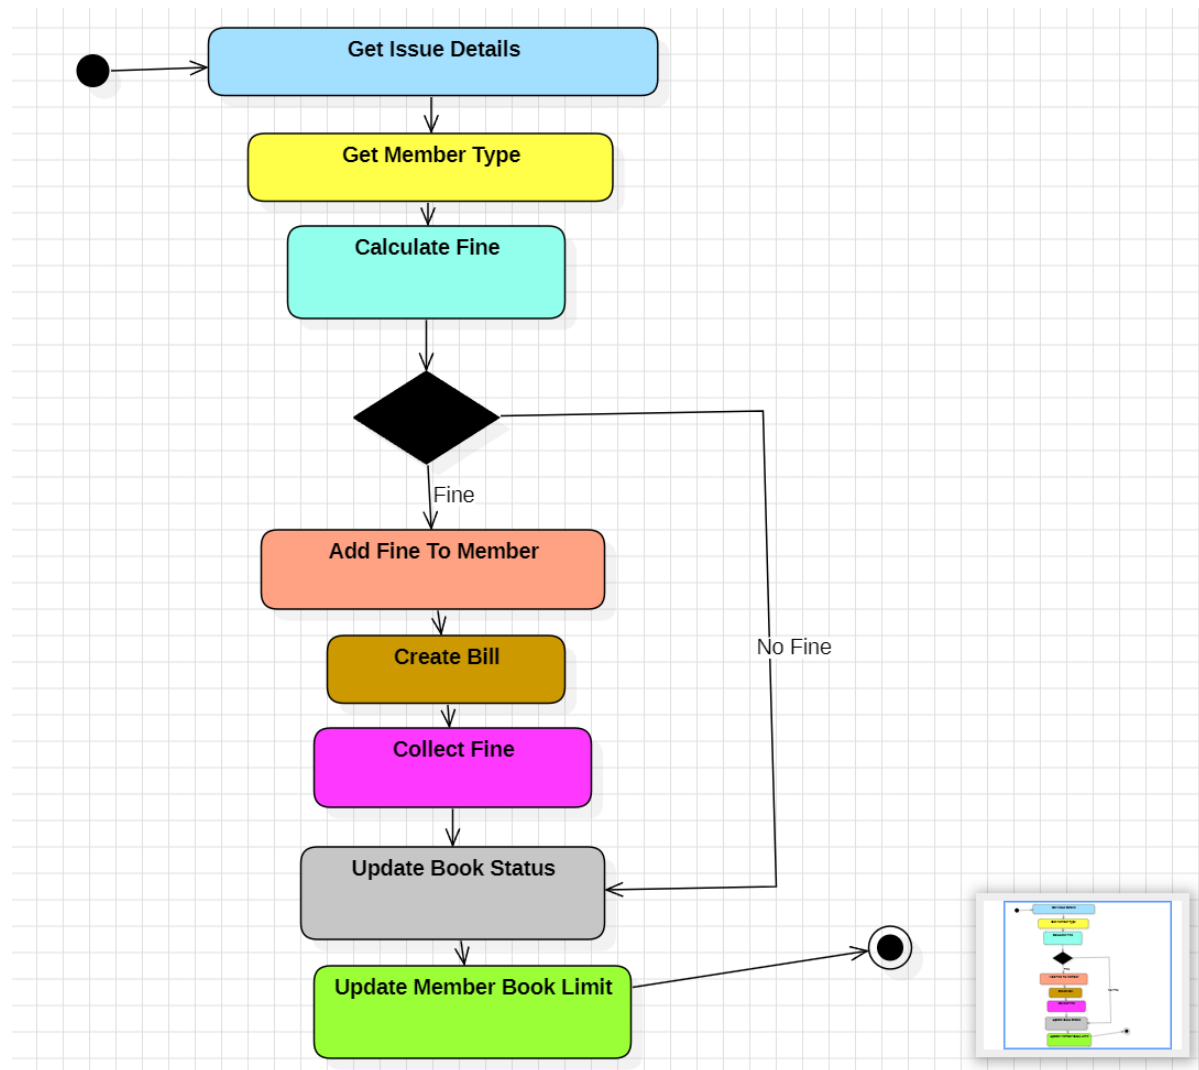 Get Issue Details
Get Member Type
Calculate Fine
Fine
Add Fine To Member
No Fine
Create Bill
Collect Fine
Update Book Status
Update Member Book Limit